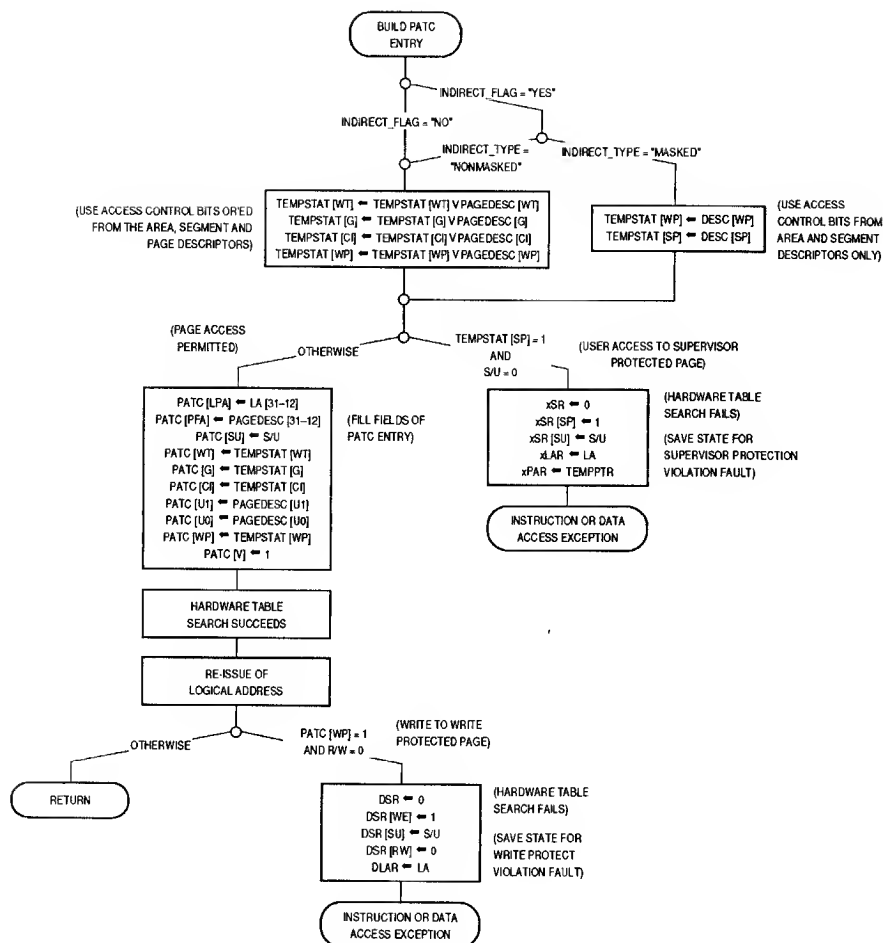 BUILD PATC
ENTRY
INDIRECT_FLAG = "YES"
INDIRECT_FLAG = "NO"
INDIRECT_TYPE =
"NONMASKED"
INDIRECT_TYPE = "MASKED"
(USE ACCESS CONTROL BITS OR'ED
FROM THE AREA, SEGMENT AND
PAGE DESCRIPTORS)
TEMPSTAT [WT] ← TEMPSTAT [WT] V PAGEDESC [WT]
TEMPSTAT [G] ← TEMPSTAT [G] V PAGEDESC [G]
TEMPSTAT [CI] ← TEMPSTAT [CI] V PAGEDESC [CI]
TEMPSTAT [WP] ← TEMPSTAT [WP] V PAGEDESC [WP]
TEMPSTAT [WP] ← DESC [WP]
TEMPSTAT [SP] ← DESC [SP]
(USE ACCESS
CONTROL BITS FROM
AREA AND SEGMENT
DESCRIPTORS ONLY)
(PAGE ACCESS
PERMITTED)
OTHERWISE
TEMPSTAT [SP] = 1
AND
S/U = 0
(USER ACCESS TO SUPERVISOR
PROTECTED PAGE)
PATC [LPA] ← LA [31–12]
PATC [PFA] ← PAGEDESC [31–12]
PATC [SU] ← S/U
PATC [WT] ← TEMPSTAT [WT]
PATC [G] ← TEMPSTAT [G]
PATC [CI] ← TEMPSTAT [CI]
PATC [U1] ← PAGEDESC [U1]
PATC [U0] ← PAGEDESC [U0]
PATC [WP] ← TEMPSTAT [WP]
PATC [V] ← 1
(FILL FIELDS OF
PATC ENTRY)
xSR ← 0
xSR [SP] ← 1
xSR [SU] ← S/U
xLAR ← LA
xPAR ← TEMPPTR
(HARDWARE TABLE
SEARCH FAILS)
(SAVE STATE FOR
SUPERVISOR PROTECTION
VIOLATION FAULT)
INSTRUCTION OR DATA
ACCESS EXCEPTION
HARDWARE TABLE
SEARCH SUCCEEDS
RE-ISSUE OF
LOGICAL ADDRESS
OTHERWISE
PATC [WP] = 1
AND R/W = 0
(WRITE TO WRITE
PROTECTED PAGE)
RETURN
DSR ← 0
DSR [WE] ← 1
DSR [SU] ← S/U
DSR [RW] ← 0
DLAR ← LA
(HARDWARE TABLE
SEARCH FAILS)
(SAVE STATE FOR
WRITE PROTECT
VIOLATION FAULT)
INSTRUCTION OR DATA
ACCESS EXCEPTION